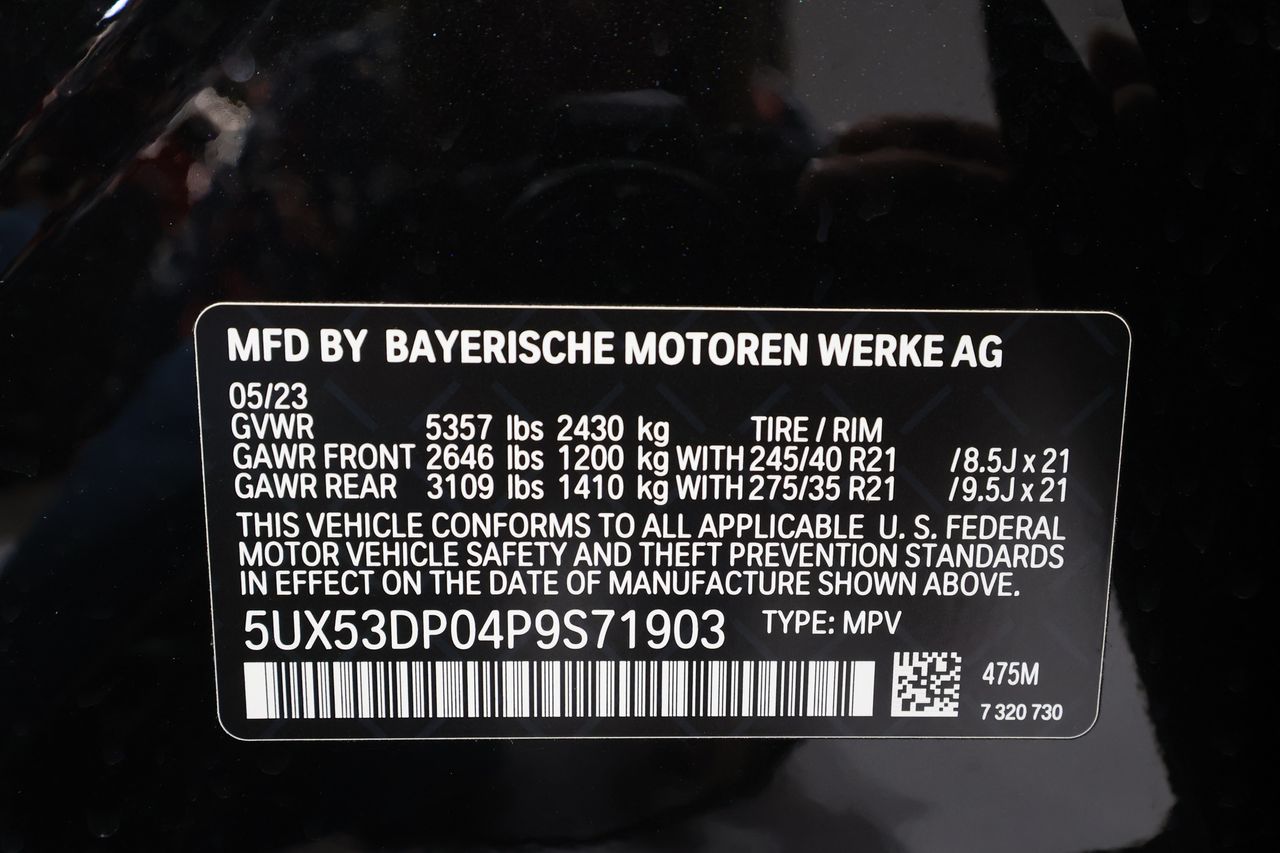 MFD BY BAYERISCHE MOTOREN WERKE AG
05/23
GVWR 5357 lbs 2430 kg TIRE / RIM
GAWR FRONT 2646 lbs 1200 kg WITH 245/40 R21 /8.5J x 21
GAWR REAR 3109 lbs 1410 kg WITH 275/35 R21 /9.5J x 21
THIS VEHICLE CONFORMS TO ALL APPLICABLE U. S. FEDERAL
MOTOR VEHICLE SAFETY AND THEFT PREVENTION STANDARDS
IN EFFECT ON THE DATE OF MANUFACTURE SHOWN ABOVE.
5UX53DP04P9S71903 TYPE: MPV
475M
7 320 730